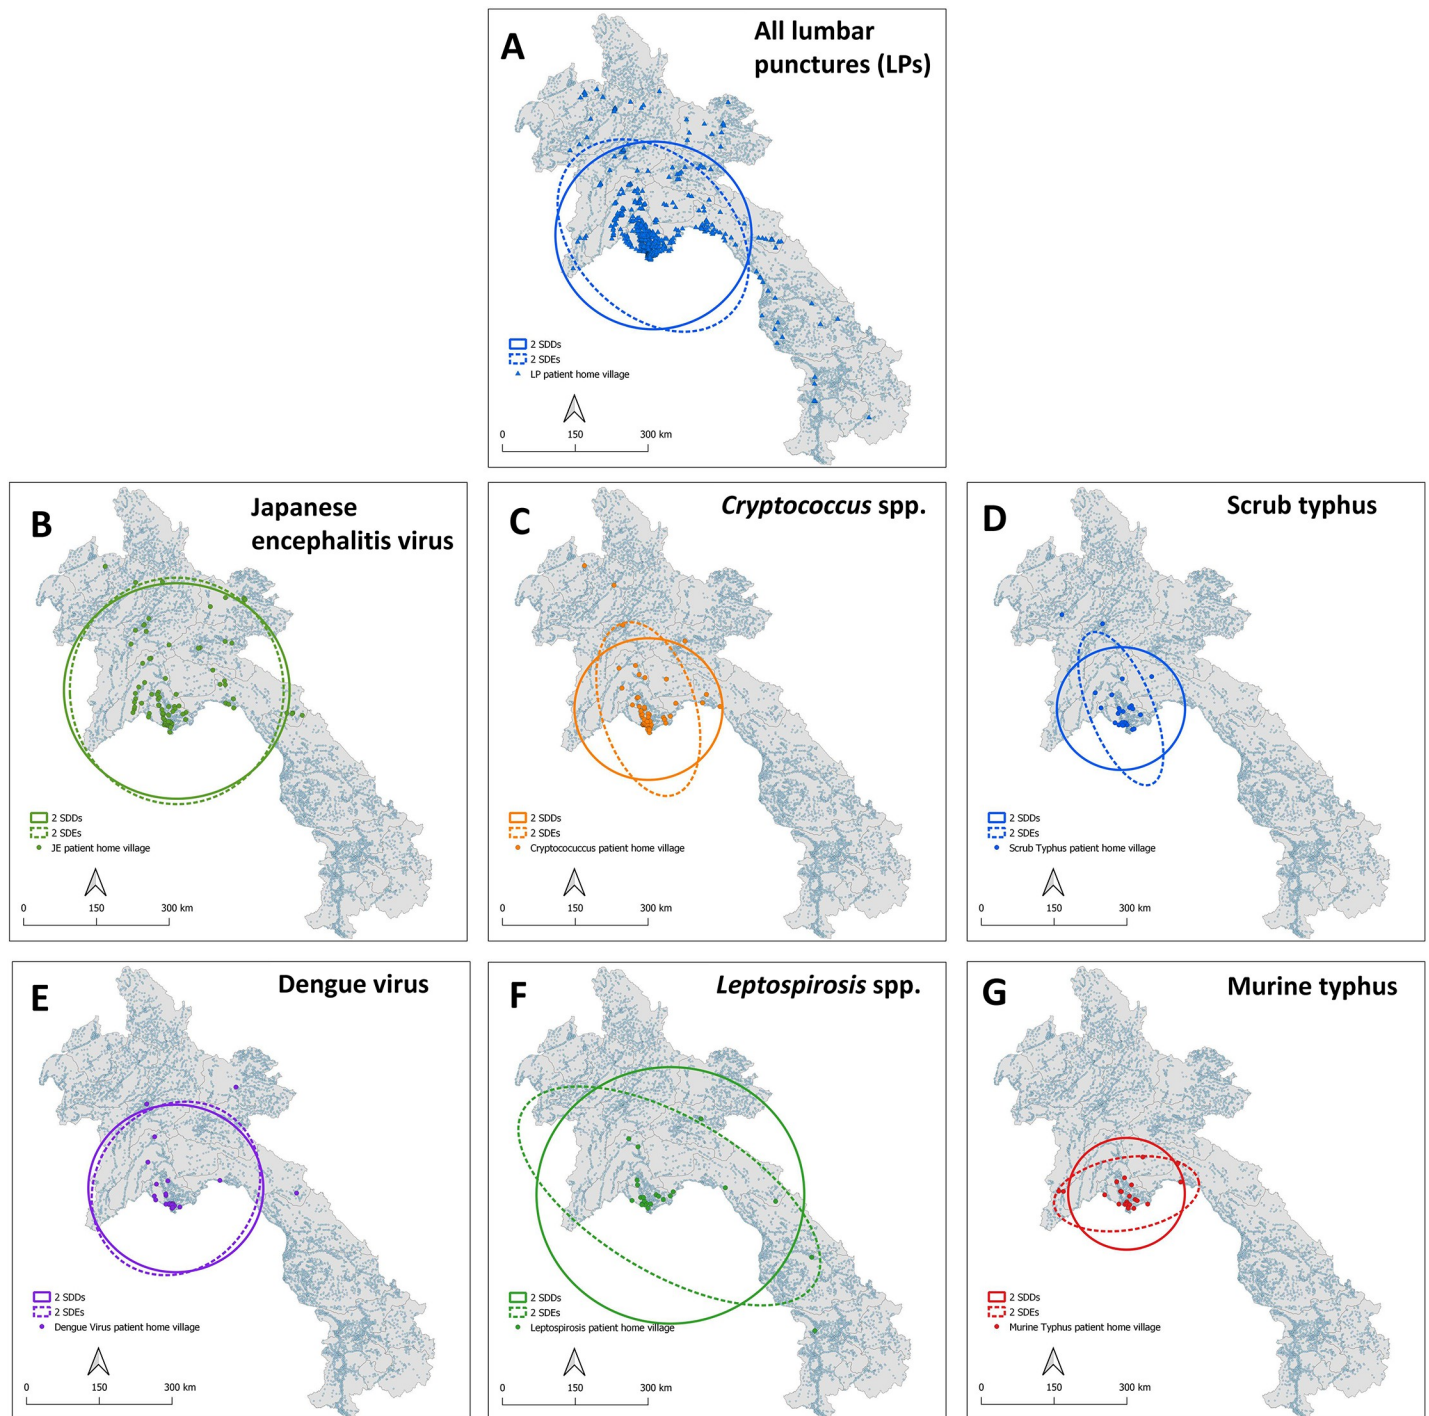 A
All lumbar
punctures (LPs)
2 SDDs
2 SDEs
LP patient home village
0 150 300 km
B
Japanese
encephalitis virus
2 SDDs
2 SDEs
JE patient home village
0 150 300 km
C
Cryptococcus spp.
2 SDDs
2 SDEs
Cryptococuccus patient home village
0 150 300 km
D
Scrub typhus
2 SDDs
2 SDEs
Scrub Typhus patient home village
0 150 300 km
E
Dengue virus
2 SDDs
2 SDEs
Dengue Virus patient home village
0 150 300 km
F
Leptospirosis spp.
2 SDDs
2 SDEs
Leptospirosis patient home village
0 150 300 km
G
Murine typhus
2 SDDs
2 SDEs
Murine Typhus patient home village
0 150 300 km